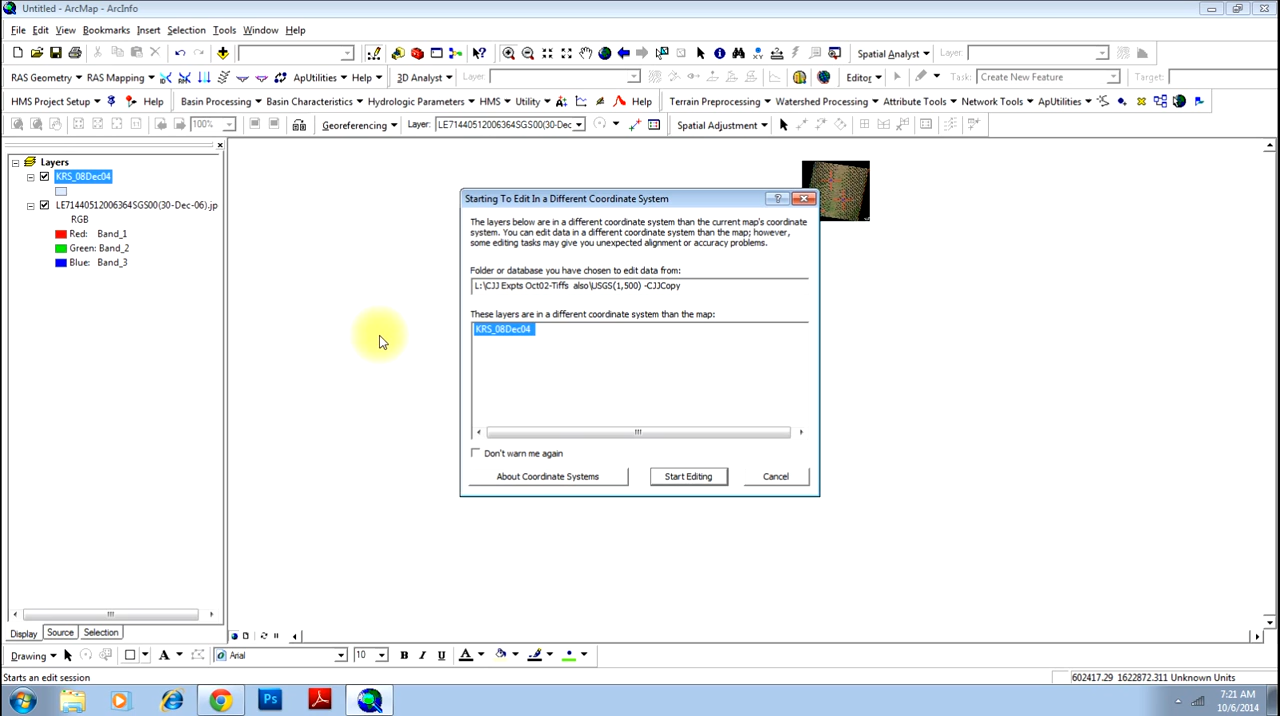 Untitled - ArcMap - ArcInfo
File Edit View Bookmarks Insert Selection Tools Window Help
Spatial Analyst Layer:
RAS Geometry RAS Mapping ApUtilities Help 3D Analyst Layer: Editor Task: Create New Feature Target:
HMS Project Setup Help Basin Processing Basin Characteristics Hydrologic Parameters HMS Utility Help Terrain Preprocessing Watershed Processing Attribute Tools Network Tools ApUtilities
100% Georeferencing Layer: LE71440512006364SGS00(30-Dec Spatial Adjustment
Layers
KRS_08Dec04
LE71440512006364SGS00(30-Dec-06).jp
RGB
Red: Band_1
Green: Band_2
Blue: Band_3
Starting To Edit In a Different Coordinate System
The layers below are in a different coordinate system than the current map's coordinate
system. You can edit data in a different coordinate system than the map; however,
some editing tasks may give you unexpected alignment or accuracy problems.
Folder or database you have chosen to edit data from:
L:\CJJ Expts Oct02-Tiffs also\USGS(1,500) -CJJCopy
These layers are in a different coordinate system than the map:
KRS_08Dec04
Don't warn me again
About Coordinate Systems Start Editing Cancel
Display Source Selection
Drawing A Arial 10 B I U A
Starts an edit session
602417.29 1622872.311 Unknown Units
Ps
7:21 AM
10/6/2014